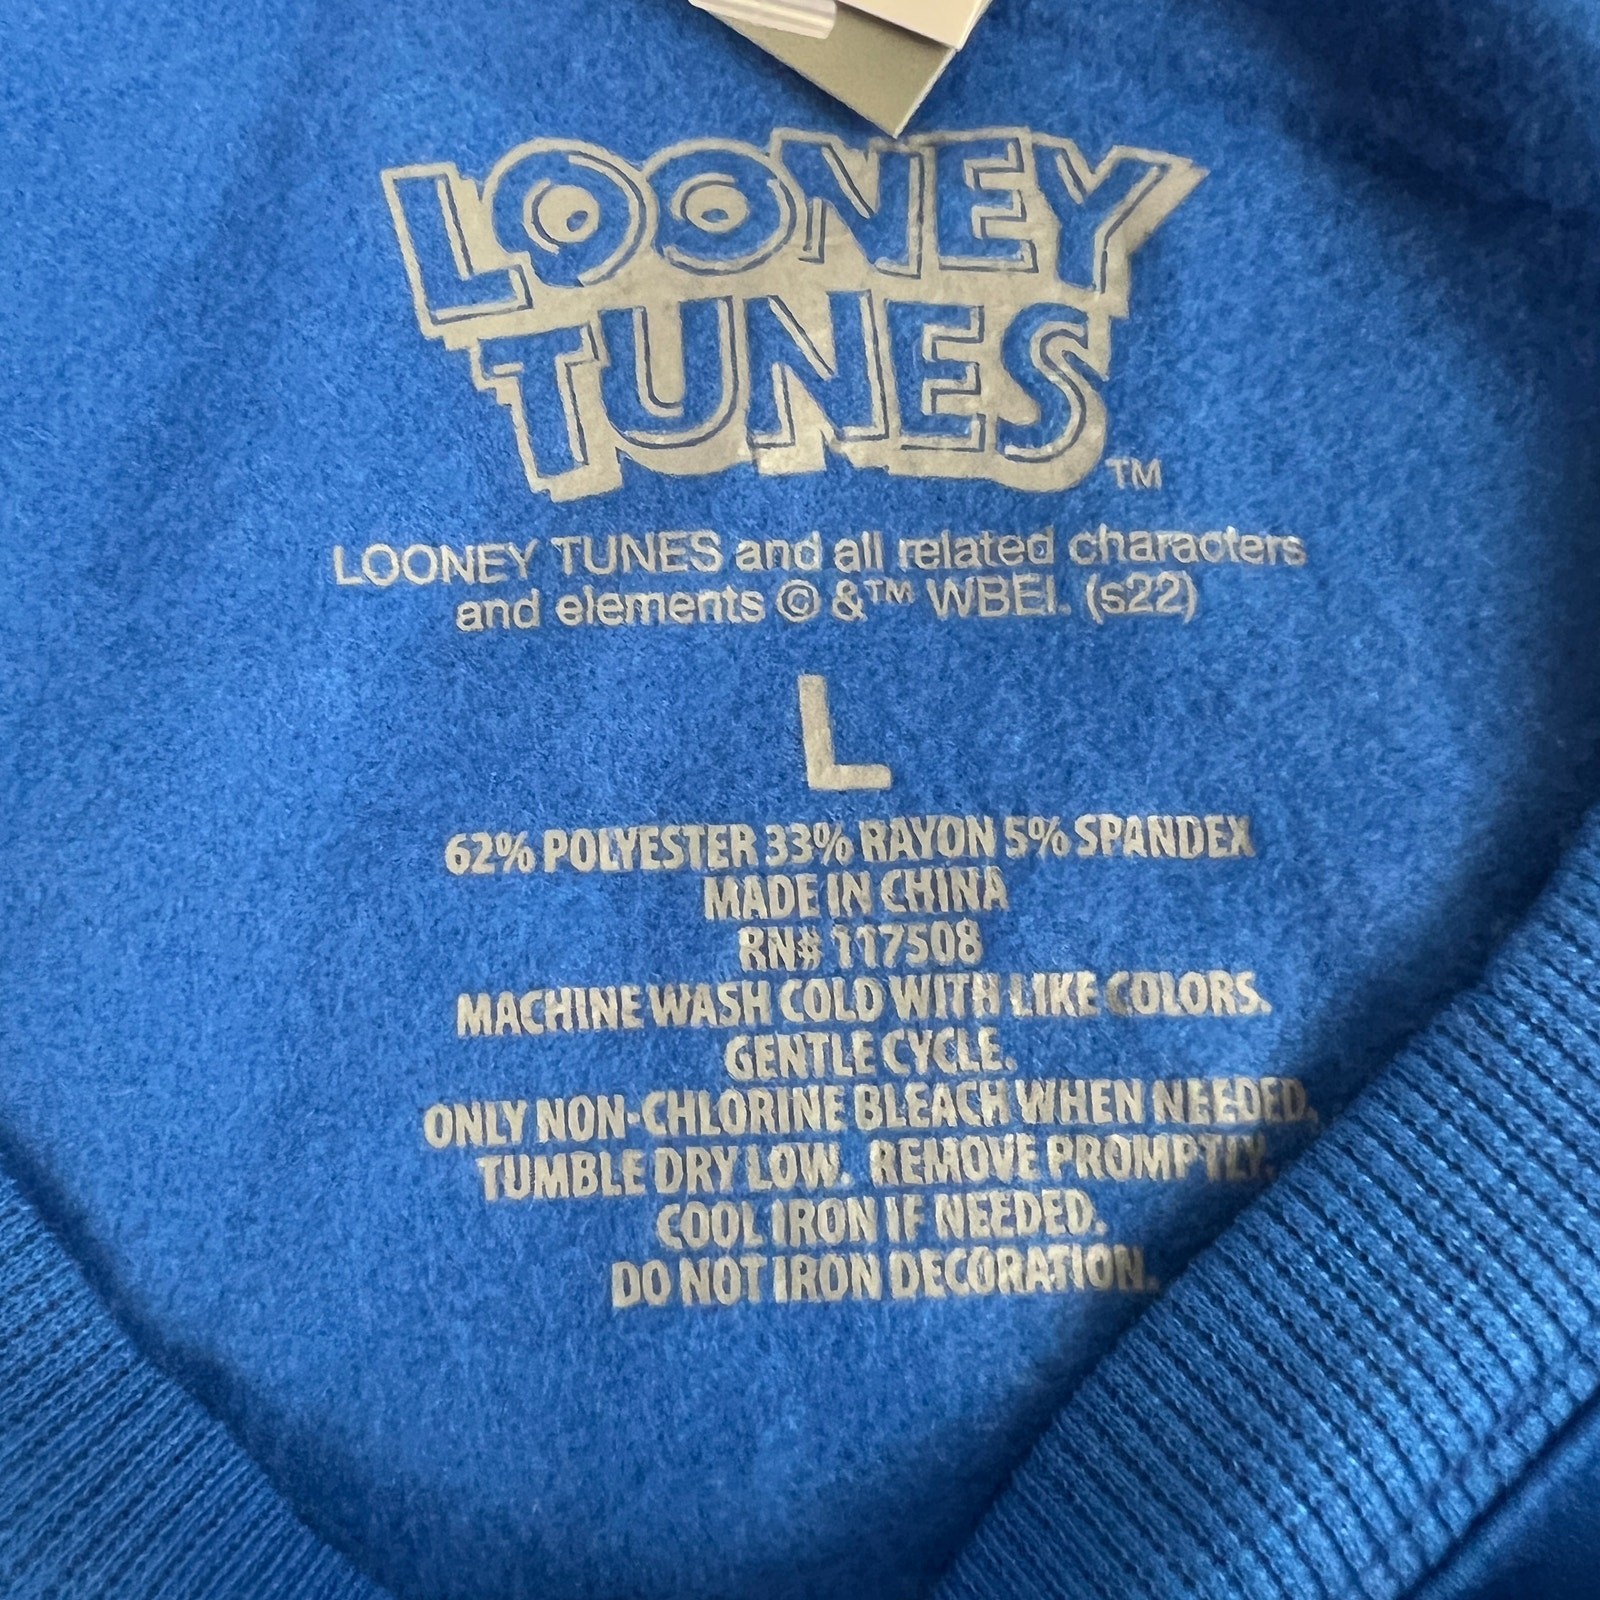 LOONEY
TUNES™
LOONEY TUNES and all related characters
and elements © &™ WBEI. (s22)
L
62% POLYESTER 33% RAYON 5% SPANDEX
MADE IN CHINA
RN# 117508
MACHINE WASH COLD WITH LIKE COLORS.
GENTLE CYCLE.
ONLY NON-CHLORINE BLEACH WHEN NEEDED.
TUMBLE DRY LOW. REMOVE PROMPTLY.
COOL IRON IF NEEDED.
DO NOT IRON DECORATION.